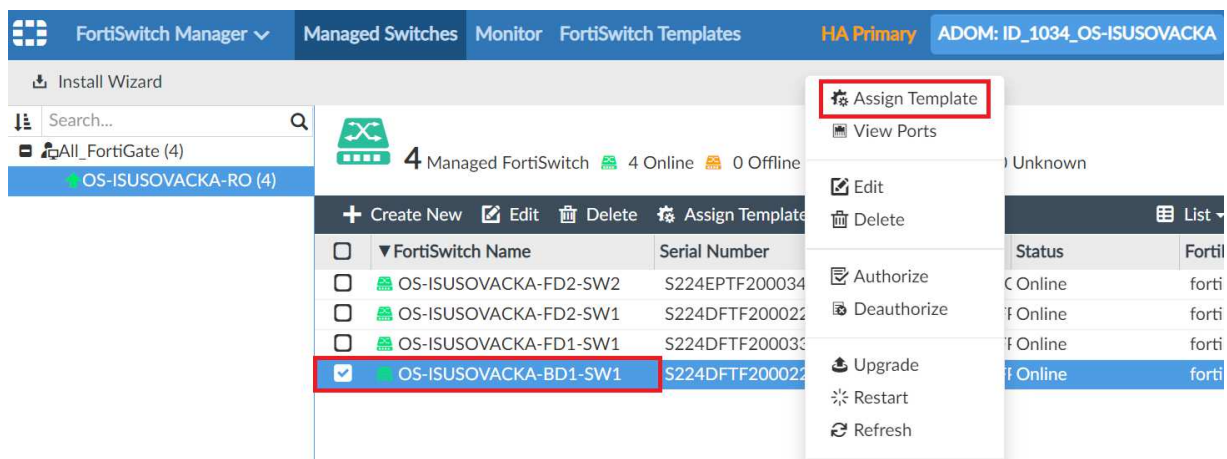 FortiSwitch Manager Managed Switches Monitor FortiSwitch Templates HA Primary ADOM: ID_1034_OS-ISUSOVACKA
Install Wizard
Search...
All_FortiGate (4)
OS-ISUSOVACKA-RO (4)
4 Managed FortiSwitch 4 Online 0 Offline Unknown
Create New Edit Delete Assign Template List
FortiSwitch Name Serial Number Status
OS-ISUSOVACKA-FD2-SW2 S224EPTF200034 Online
OS-ISUSOVACKA-FD2-SW1 S224DFTF200022 Online
OS-ISUSOVACKA-FD1-SW1 S224DFTF200033 Online
OS-ISUSOVACKA-BD1-SW1 S224DFTF200022 Online
Assign Template
View Ports
Edit
Delete
Authorize
Deauthorize
Upgrade
Restart
Refresh